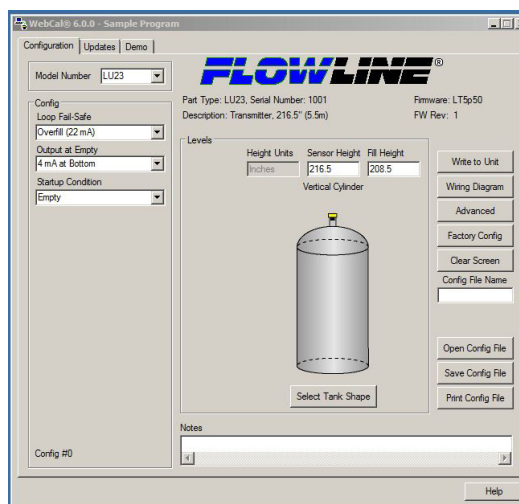 WebCal® 6.0.0 - Sample Program
Configuration Updates Demo
Model Number LU23
FLOWLINE®
Part Type: LU23, Serial Number: 1001 Firmware: LT5p50
Description: Transmitter, 216.5" (5.5m) FW Rev: 1
Config
Loop Fail-Safe
Overfill (22 mA)
Output at Empty
4 mA at Bottom
Startup Condition
Empty
Config #0
Levels
Height Units Sensor Height Fill Height
Inches 216.5 208.5
Vertical Cylinder
Select Tank Shape
Write to Unit
Wiring Diagram
Advanced
Factory Config
Clear Screen
Config File Name
Open Config File
Save Config File
Print Config File
Notes
Help